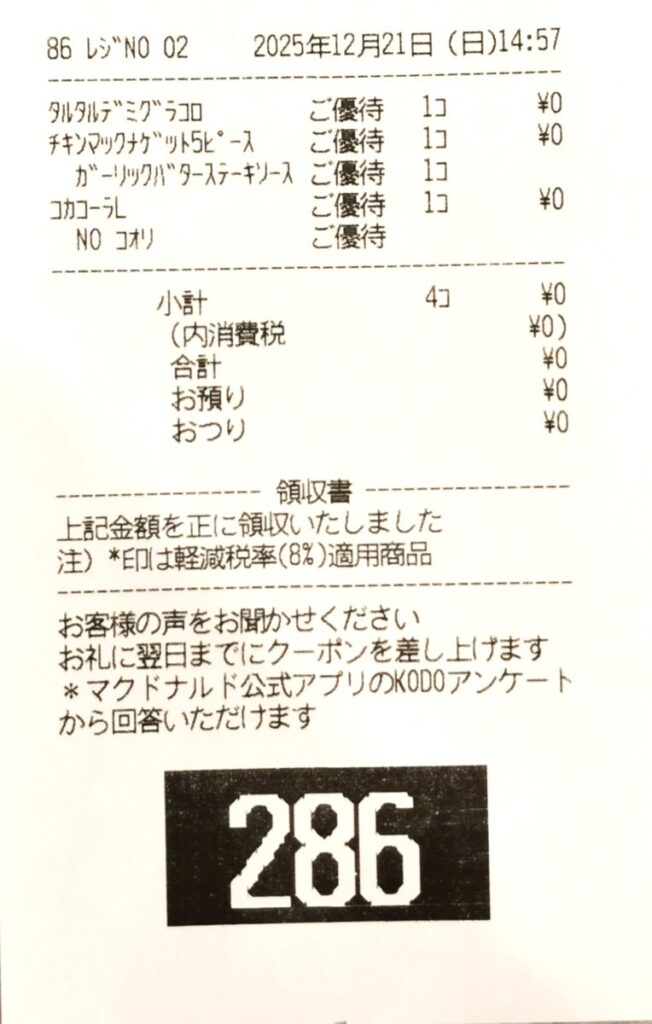 86 ﾚｼﾞNO 02 2025年12月21日 (日)14:57
ﾀﾙﾀﾙﾃﾞﾐｸﾞﾗｺﾛ ご優待 1ｺ ¥0
ﾁｷﾝﾏｯｸﾅｹﾞｯﾄ5ﾋﾟｰｽ ご優待 1ｺ ¥0
ｶﾞｰﾘｯｸﾊﾞﾀｰｽﾃｰｷｿｰｽ ご優待 1ｺ
ｺｶｺｰﾗL ご優待 1ｺ ¥0
NO ｺｵﾘ ご優待
小計 4ｺ ¥0
(内消費税 ¥0)
合計 ¥0
お預り ¥0
おつり ¥0
---------------- 領収書 ----------------
上記金額を正に領収いたしました
注) *印は軽減税率(8%)適用商品
お客様の声をお聞かせください
お礼に翌日までにクーポンを差し上げます
*マクドナルド公式アプリのKODOアンケート
から回答いただけます
286